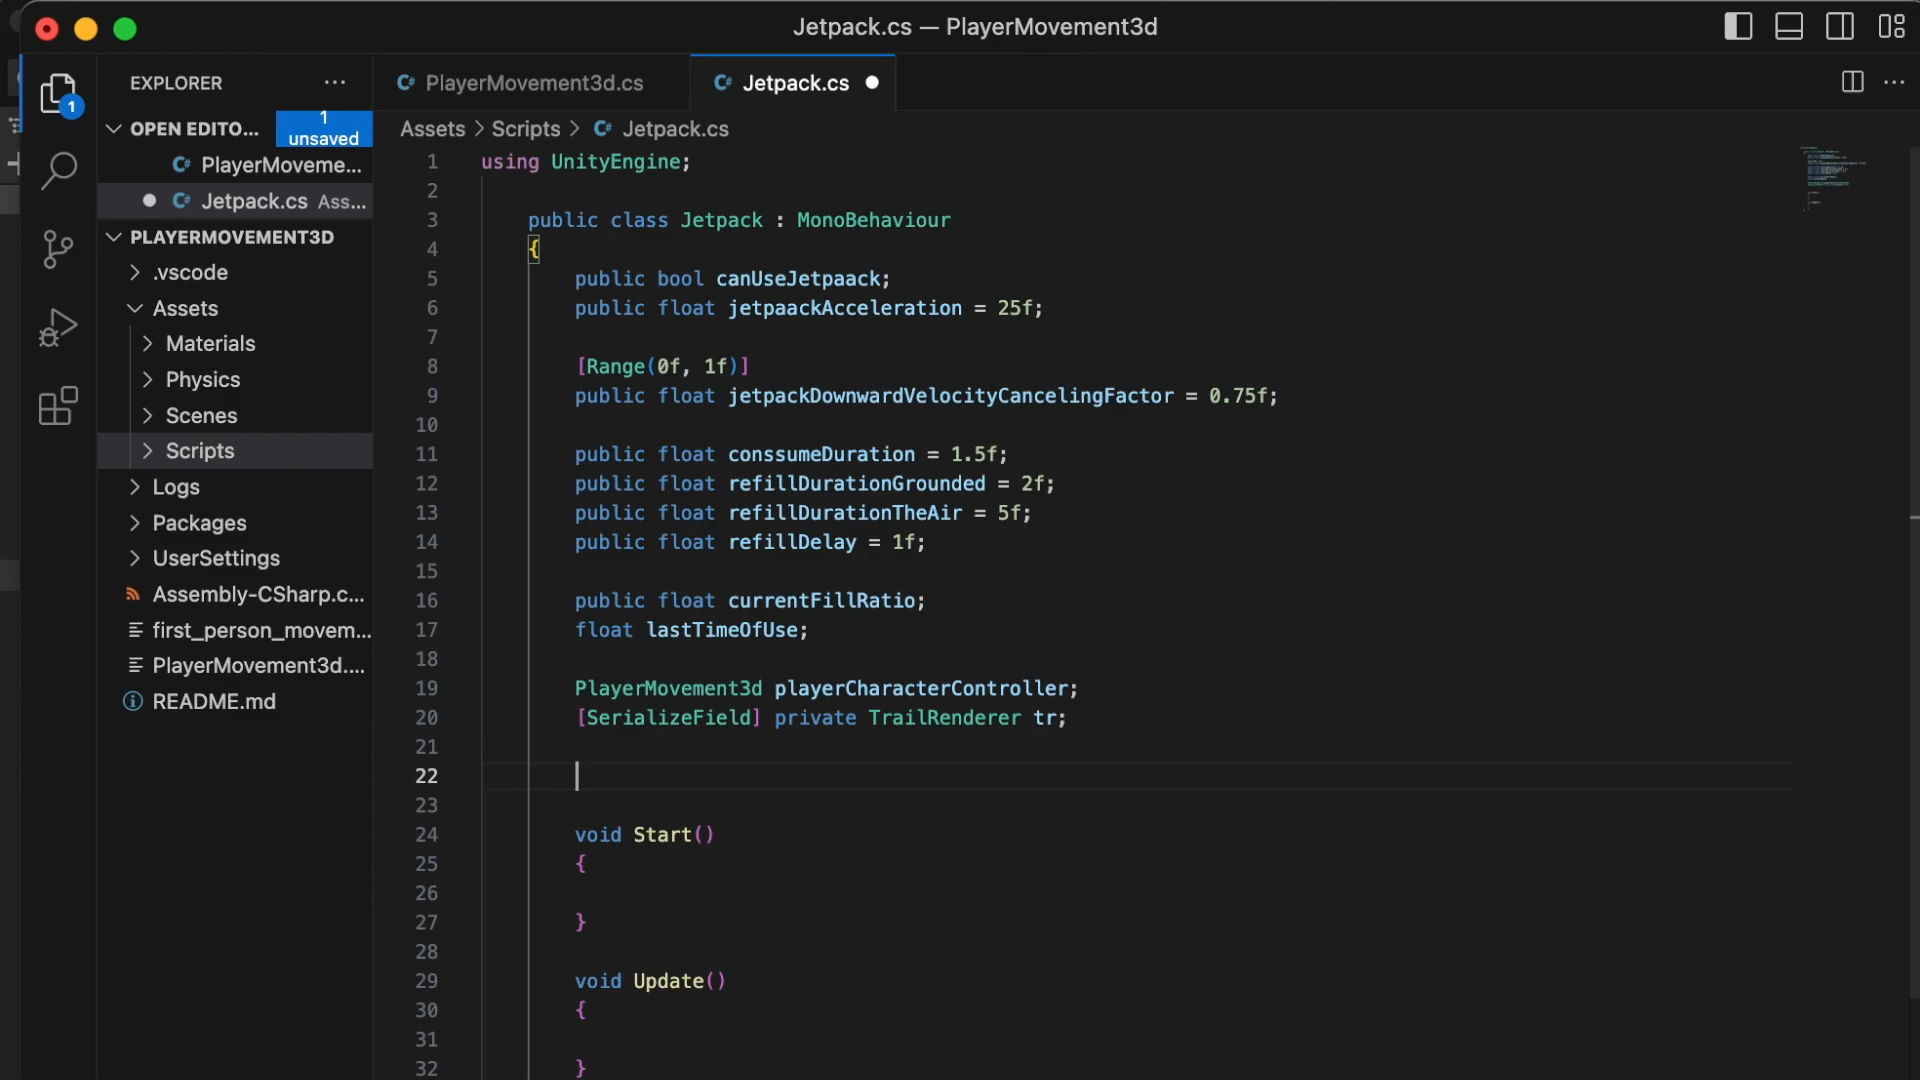 Jetpack.cs — PlayerMovement3d
EXPLORER
OPEN EDITO...
1
unsaved
PlayerMoveme...
Jetpack.cs Ass...
PLAYERMOVEMENT3D
.vscode
Assets
Materials
Physics
Scenes
Scripts
Logs
Packages
UserSettings
Assembly-CSharp.c...
first_person_movem...
PlayerMovement3d....
README.md
1
PlayerMovement3d.cs
Jetpack.cs
Assets > Scripts > Jetpack.cs
1 using UnityEngine;
2
3 public class Jetpack : MonoBehaviour
4 {
5 public bool canUseJetpaack;
6 public float jetpaackAcceleration = 25f;
7
8 [Range(0f, 1f)]
9 public float jetpackDownwardVelocityCancelingFactor = 0.75f;
10
11 public float conssumeDuration = 1.5f;
12 public float refillDurationGrounded = 2f;
13 public float refillDurationTheAir = 5f;
14 public float refillDelay = 1f;
15
16 public float currentFillRatio;
17 float lastTimeOfUse;
18
19 PlayerMovement3d playerCharacterController;
20 [SerializeField] private TrailRenderer tr;
21
22
23
24 void Start()
25 {
26
27 }
28
29 void Update()
30 {
31
32 }